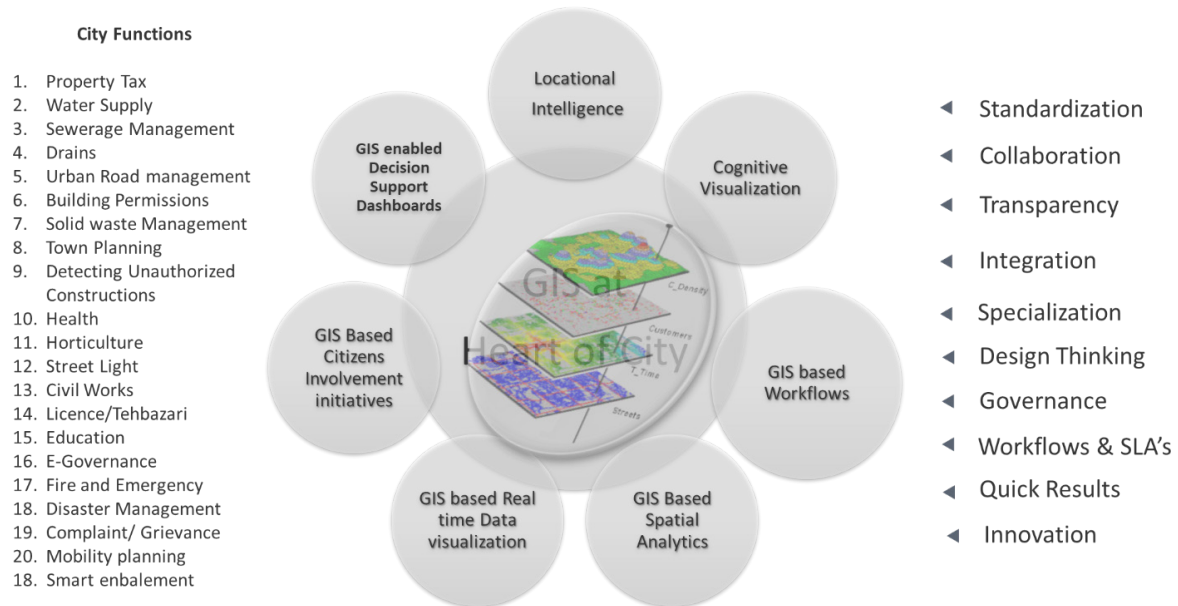 City Functions
1. Property Tax
2. Water Supply
3. Sewerage Management
4. Drains
5. Urban Road management
6. Building Permissions
7. Solid waste Management
8. Town Planning
9. Detecting Unauthorized
Constructions
10. Health
11. Horticulture
12. Street Light
13. Civil Works
14. Licence/Tehbazari
15. Education
16. E-Governance
17. Fire and Emergency
18. Disaster Management
19. Complaint/ Grievance
20. Mobility planning
18. Smart enbalement
Locational
Intelligence
GIS enabled
Decision
Support
Dashboards
Cognitive
Visualization
GIS at
Heart of City
C_Density
Customers
T_Time
Streets
GIS Based
Citizens
Involvement
initiatives
GIS based
Workflows
GIS based Real
time Data
visualization
GIS Based
Spatial
Analytics
Standardization
Collaboration
Transparency
Integration
Specialization
Design Thinking
Governance
Workflows & SLA's
Quick Results
Innovation